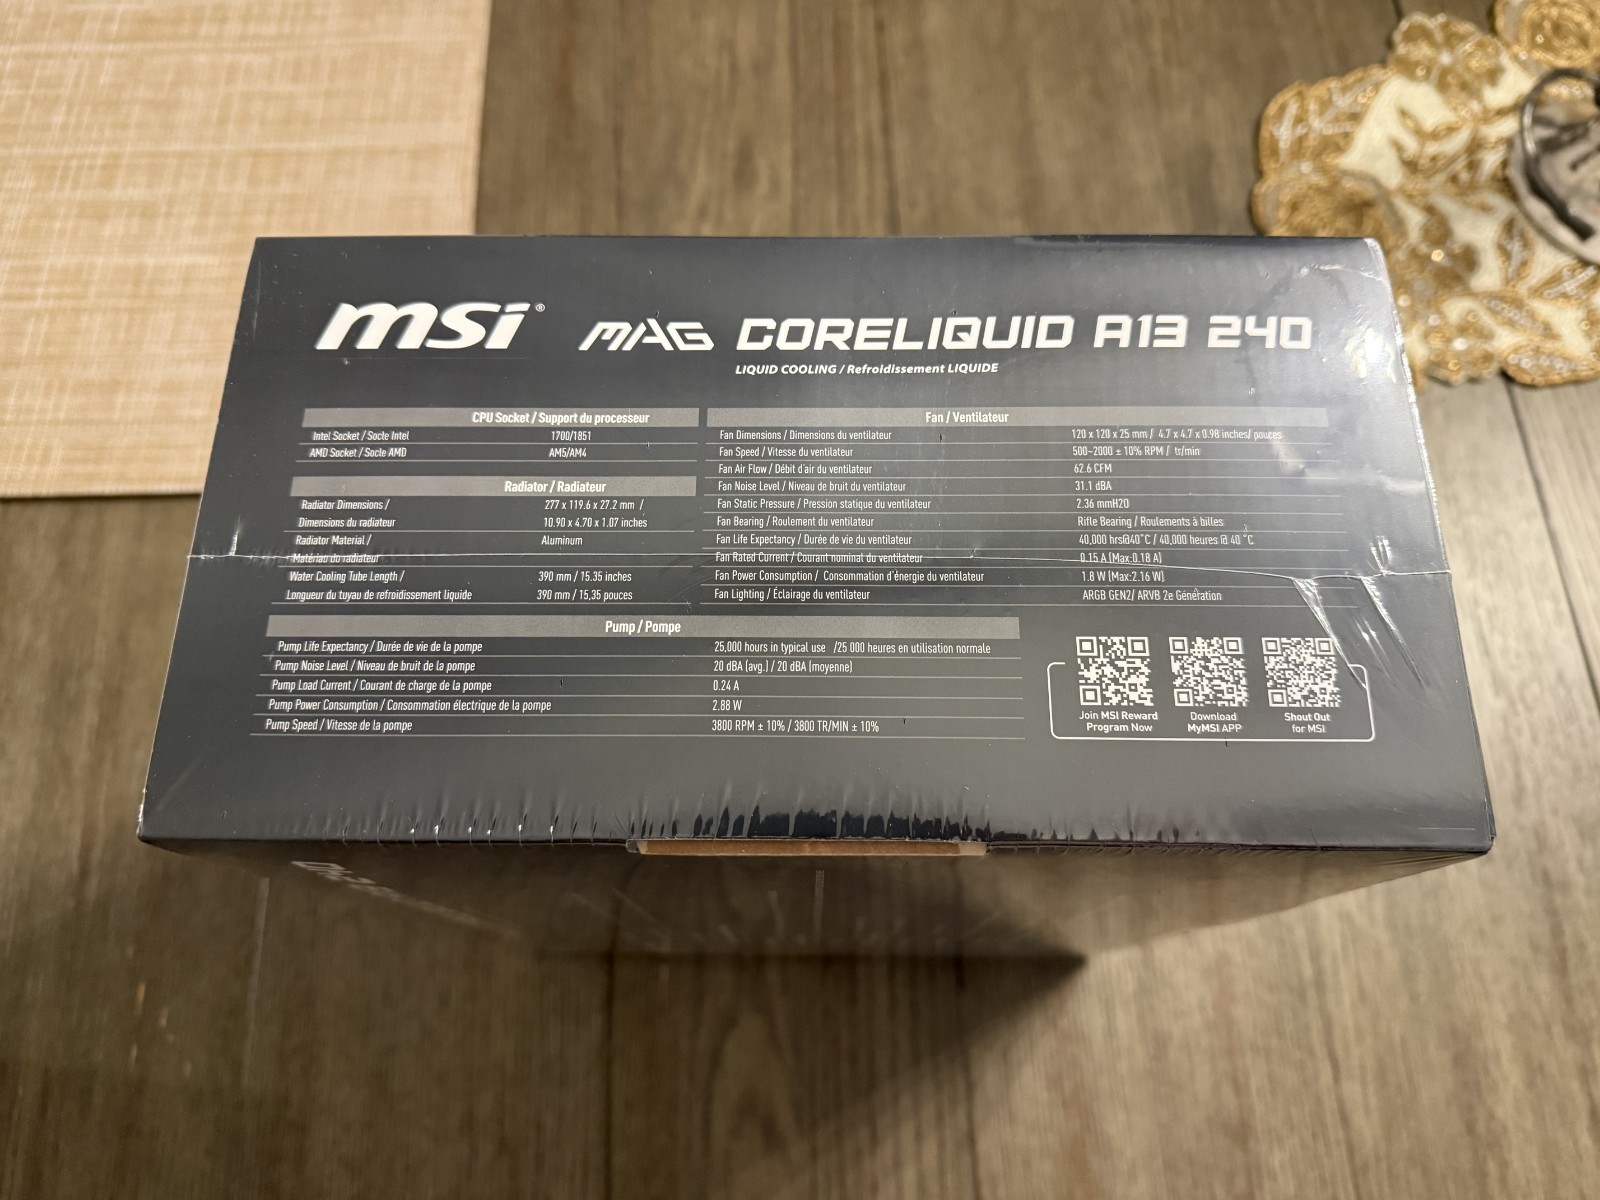 msi® MAG CORELIQUID A13 240
LIQUID COOLING / Refroidissement LIQUIDE
CPU Socket / Support du processeur
Intel Socket / Socle Intel 1700/1851
AMD Socket / Socle AMD AM5/AM4
Radiator / Radiateur
Radiator Dimensions / 277 x 119.6 x 27.2 mm /
Dimensions du radiateur 10.90 x 4.70 x 1.07 inches
Radiator Material / Aluminum
Matériau du radiateur
Water Cooling Tube Length / 390 mm / 15.35 inches
Longueur du tuyau de refroidissement liquide 390 mm / 15,35 pouces
Fan / Ventilateur
Fan Dimensions / Dimensions du ventilateur 120 x 120 x 25 mm / 4.7 x 4.7 x 0.98 inches/ pouces
Fan Speed / Vitesse du ventilateur 500~2000 ± 10% RPM / tr/min
Fan Air Flow / Débit d'air du ventilateur 62.6 CFM
Fan Noise Level / Niveau de bruit du ventilateur 31.1 dBA
Fan Static Pressure / Pression statique du ventilateur 2.36 mmH2O
Fan Bearing / Roulement du ventilateur Rifle Bearing / Roulements à billes
Fan Life Expectancy / Durée de vie du ventilateur 40,000 hrs@40°C / 40,000 heures @ 40 °C
Fan Rated Current / Courant nominal du ventilateur 0.15 A (Max:0.18 A)
Fan Power Consumption / Consommation d'énergie du ventilateur 1.8 W (Max:2.16 W)
Fan Lighting / Éclairage du ventilateur ARGB GEN2/ ARVB 2e Génération
Pump / Pompe
Pump Life Expectancy / Durée de vie de la pompe 25,000 hours in typical use /25 000 heures en utilisation normale
Pump Noise Level / Niveau de bruit de la pompe 20 dBA (avg.) / 20 dBA (moyenne)
Pump Load Current / Courant de charge de la pompe 0.24 A
Pump Power Consumption / Consommation électrique de la pompe 2.88 W
Pump Speed / Vitesse de la pompe 3800 RPM ± 10% / 3800 TR/MIN ± 10%
Join MSI Reward
Program Now
Download
MyMSI APP
Shout Out
for MSI